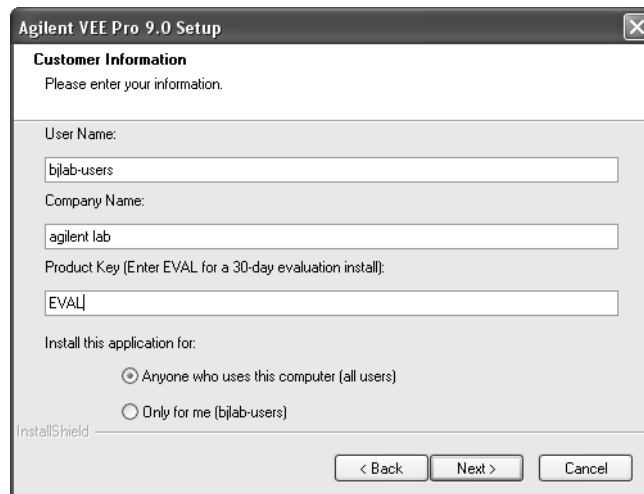 Agilent VEE Pro 9.0 Setup
Customer Information
Please enter your information.
User Name:
bjlab-users
Company Name:
agilent lab
Product Key (Enter EVAL for a 30-day evaluation install):
EVAL
Install this application for:
Anyone who uses this computer (all users)
Only for me (bjlab-users)
InstallShield
< Back Next > Cancel